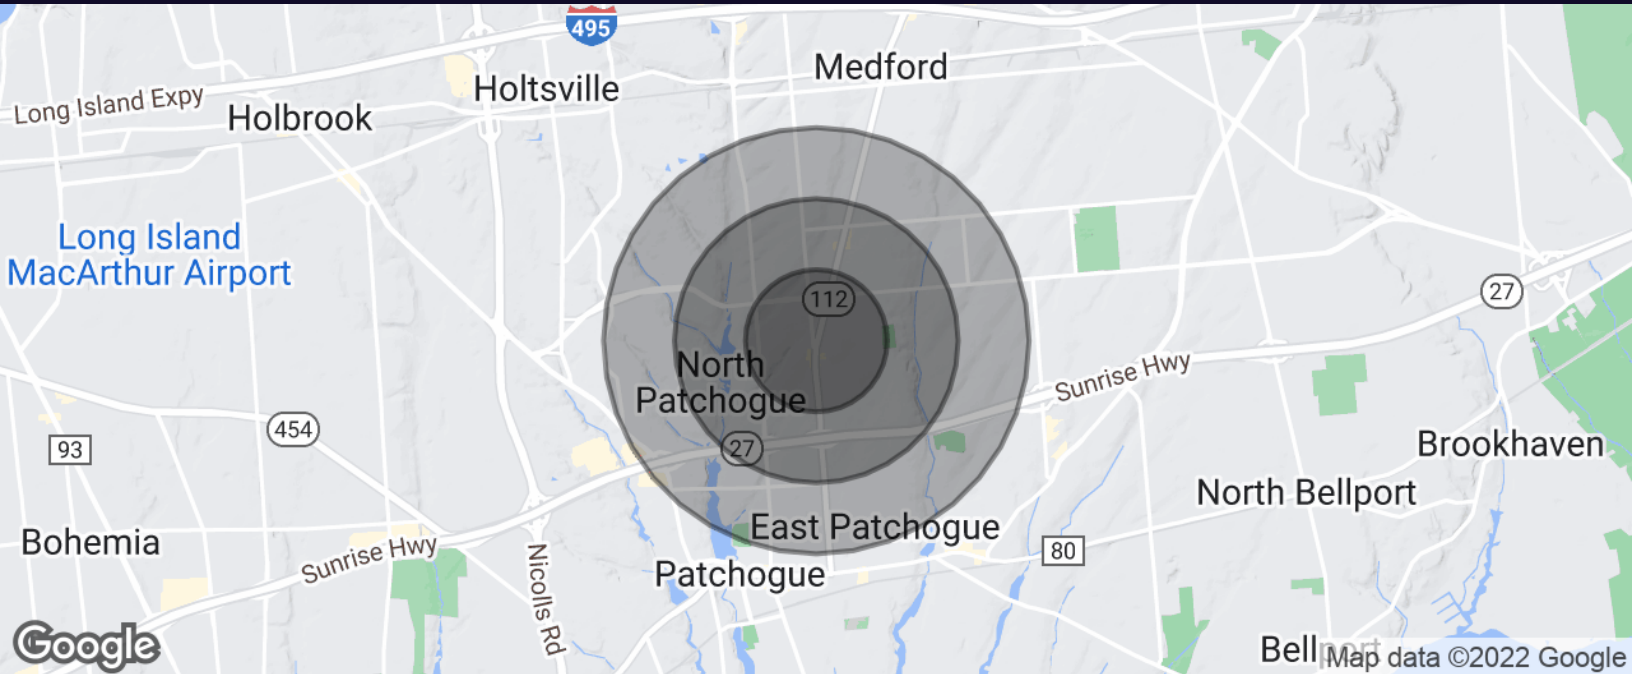 495
Medford
Holtsville
Long Island Expy
Holbrook
Long Island
MacArthur Airport
112
27
North
Patchogue
Sunrise Hwy
454
93
27
Brookhaven
North Bellport
Bohemia
East Patchogue
80
Sunrise Hwy
Patchogue
Nicolls Rd
Google
Bellport
Map data ©2022 Google